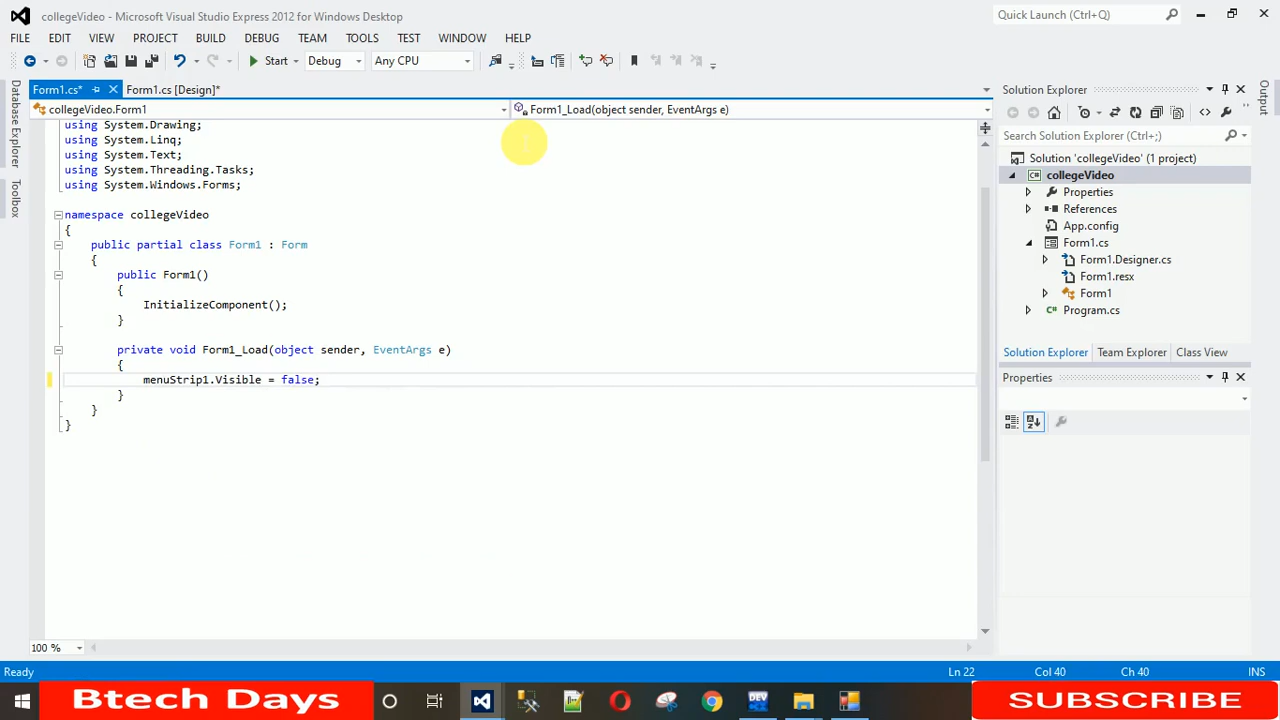 collegeVideo - Microsoft Visual Studio Express 2012 for Windows Desktop
Quick Launch (Ctrl+Q)
FILE EDIT VIEW PROJECT BUILD DEBUG TEAM TOOLS TEST WINDOW HELP
Start Debug Any CPU
Form1.cs* Form1.cs [Design]*
collegeVideo.Form1 Form1_Load(object sender, EventArgs e)
Database Explorer
Toolbox
using System.Drawing;
using System.Linq;
using System.Text;
using System.Threading.Tasks;
using System.Windows.Forms;
namespace collegeVideo
{
public partial class Form1 : Form
{
public Form1()
{
InitializeComponent();
}
private void Form1_Load(object sender, EventArgs e)
{
menuStrip1.Visible = false;
}
}
}
100 %
Solution Explorer
Search Solution Explorer (Ctrl+;)
Solution 'collegeVideo' (1 project)
C# collegeVideo
Properties
References
App.config
Form1.cs
Form1.Designer.cs
Form1.resx
Form1
C# Program.cs
Solution Explorer Team Explorer Class View
Properties
Output
Ready Ln 22 Col 40 Ch 40 INS
Btech Days
DEV
SUBSCRIBE